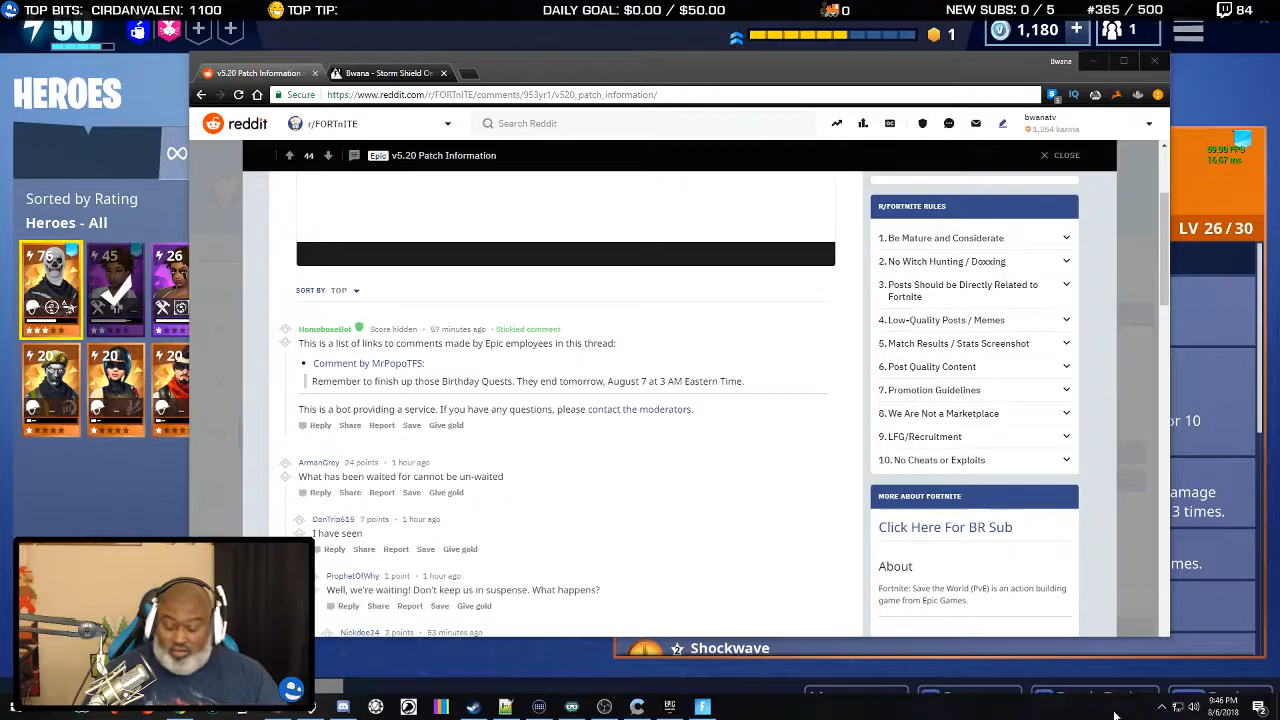 TOP BITS: CIRDANVALEN: 1100
TOP TIP:
DAILY GOAL: $0.00 / $50.00
0
NEW SUBS: 0 / 5
#365 / 500
84
50
1
1,180
1
HEROES
Bwana
v5.20 Patch Information
Bwana - Storm Shield On
Secure
https://www.reddit.com/r/FORTnITE/comments/953yr1/v520_patch_information/
reddit
r/FORTnITE
Search Reddit
bwanatv
1,254 karma
44
Epic
v5.20 Patch Information
CLOSE
59.99 FPS
16.67 ms
Sorted by Rating
Heroes - All
LV 26/30
76
45
26
20
20
20
R/FORTNITE RULES
1. Be Mature and Considerate
2. No Witch Hunting / Doxxing
3. Posts Should be Directly Related to
Fortnite
4. Low-Quality Posts / Memes
5. Match Results / Stats Screenshot
6. Post Quality Content
7. Promotion Guidelines
8. We Are Not a Marketplace
9. LFG/Recruitment
10. No Cheats or Exploits
SORT BY TOP
HomebaseBot Score hidden · 57 minutes ago · Stickied comment
This is a list of links to comments made by Epic employees in this thread:
• Comment by MrPopoTFS:
Remember to finish up those Birthday Quests. They end tomorrow, August 7 at 3 AM Eastern Time.
This is a bot providing a service. If you have any questions, please contact the moderators.
Reply Share Report Save Give gold
ArmanGrey 24 points · 1 hour ago
What has been waited for cannot be un-waited
Reply Share Report Save Give gold
DonTrip615 7 points · 1 hour ago
I have seen
Reply Share Report Save Give gold
ProphetOfWhy 1 point · 1 hour ago
Well, we're waiting! Don't keep us in suspense. What happens?
Reply Share Report Save Give gold
Nickdee24 2 points · 53 minutes ago
MORE ABOUT FORTNITE
Click Here For BR Sub
About
Fortnite: Save the World (PvE) is an action building
game from Epic Games.
or 10
amage
3 times.
mes.
Shockwave
9:46 PM
8/6/2018